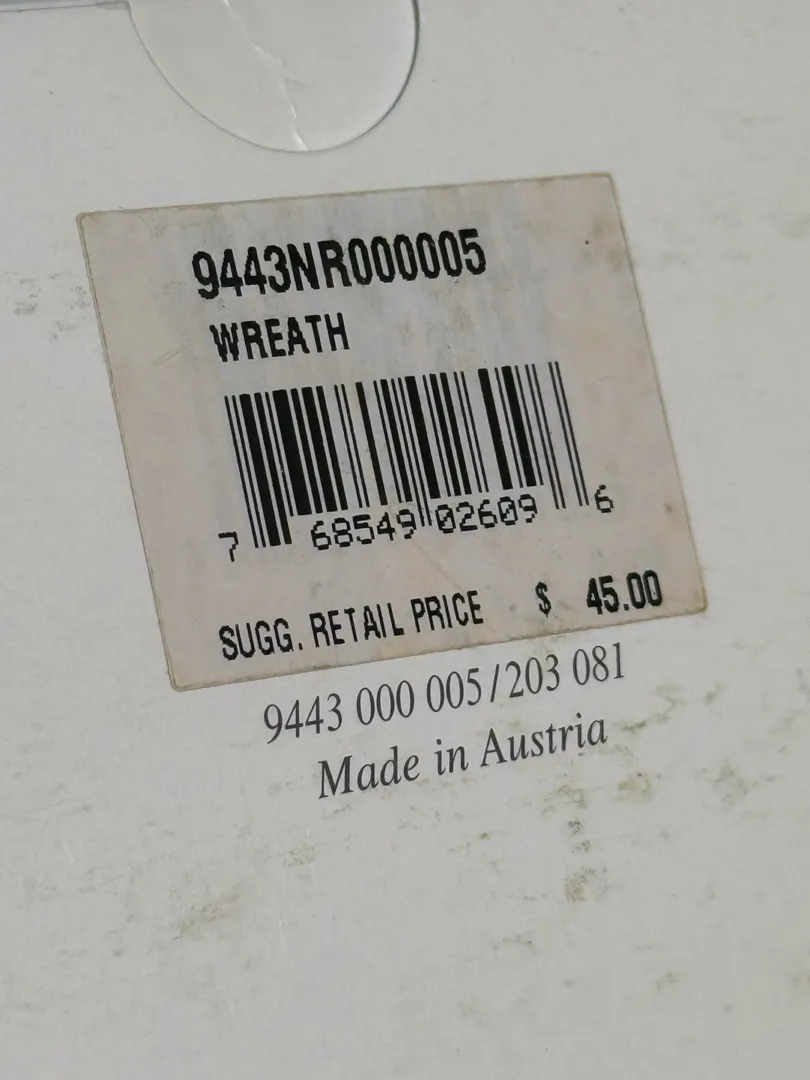 9443NR000005
WREATH
7 68549 02609 6
SUGG. RETAIL PRICE $ 45.00
9443 000 005/203 081
Made in Austria